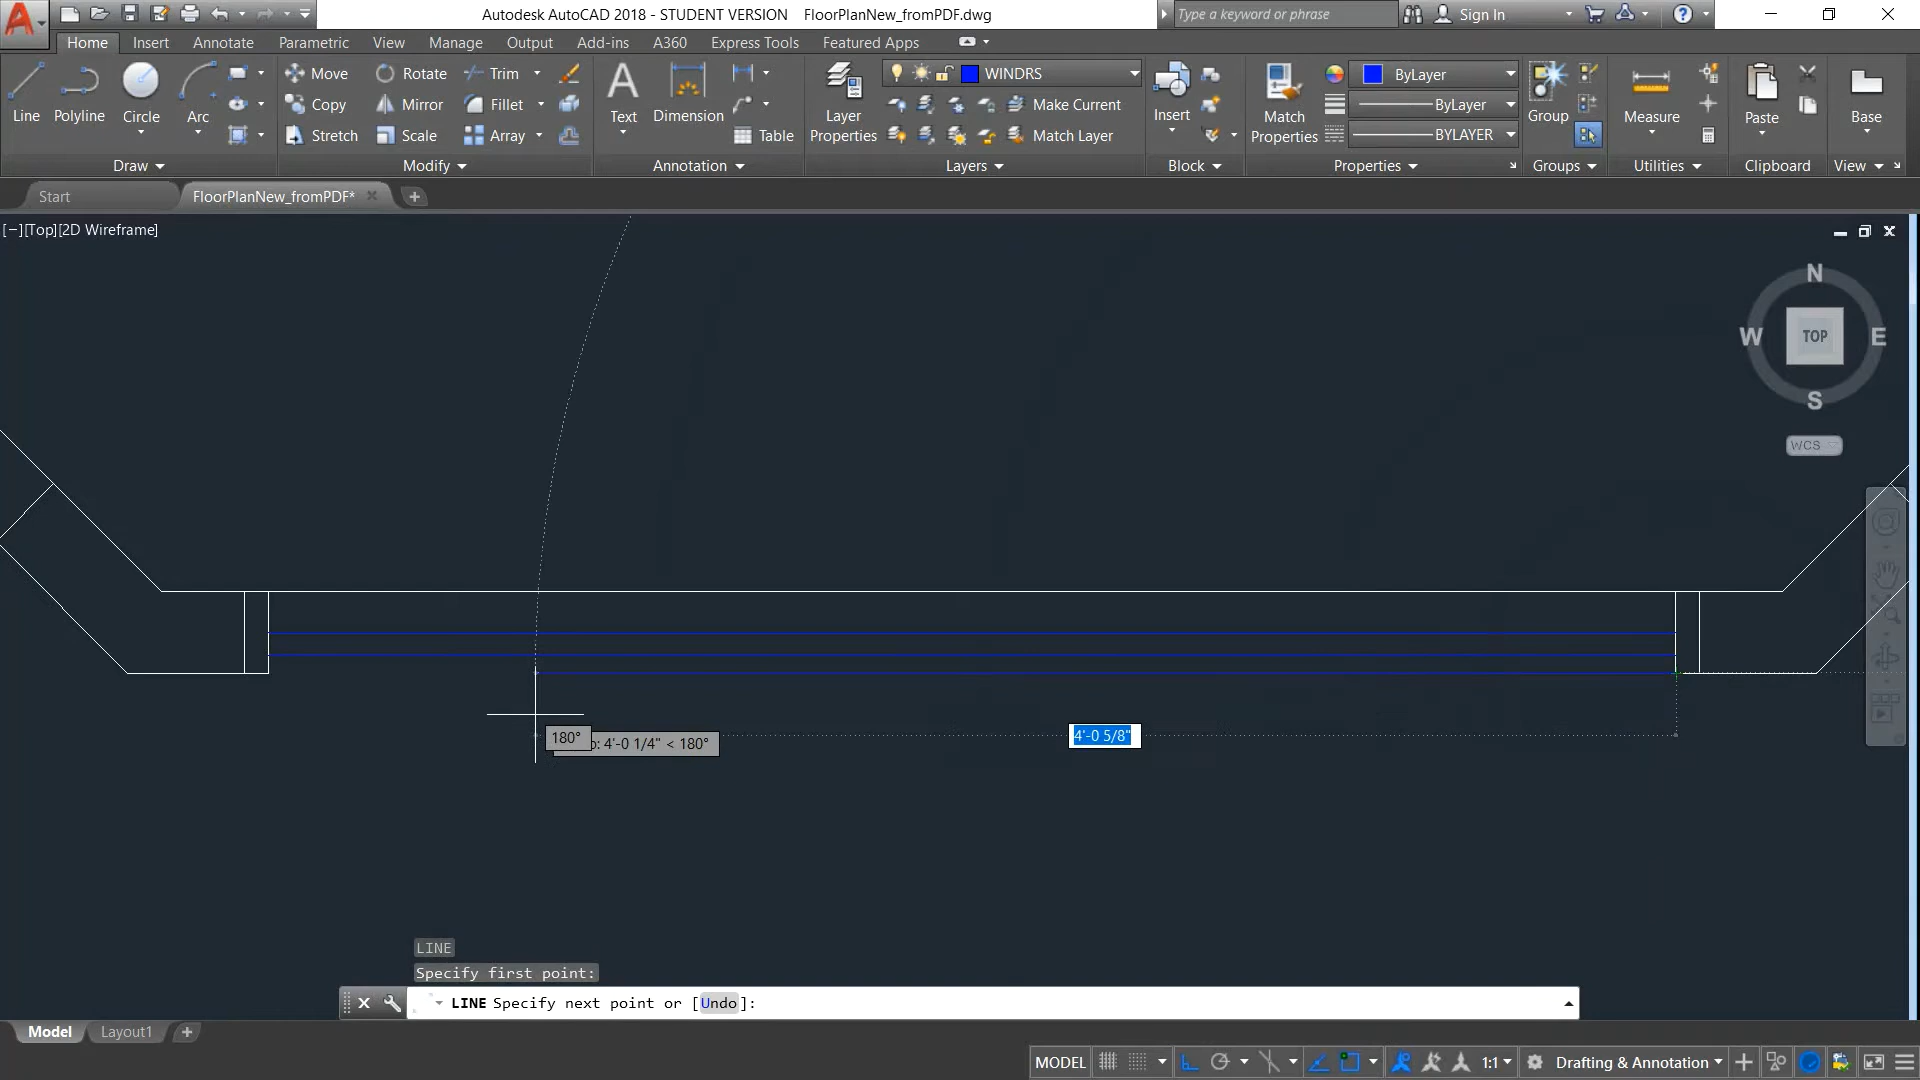 Autodesk AutoCAD 2018 - STUDENT VERSION FloorPlanNew_fromPDF.dwg
Type a keyword or phrase
Sign In
Home Insert Annotate Parametric View Manage Output Add-ins A360 Express Tools Featured Apps
Line Polyline Circle Arc
Move Rotate Trim
Copy Mirror Fillet
Stretch Scale Array
Text Dimension
Table
Layer Properties
WINDRS
Make Current
Match Layer
Insert
Match Properties
ByLayer
ByLayer
BYLAYER
Group
Measure
Paste
Base
Draw Modify Annotation Layers Block Properties Groups Utilities Clipboard View
Start FloorPlanNew_fromPDF*
[−][Top][2D Wireframe]
N
W TOP E
S
WCS
180°
: 4'-0 1/4" < 180°
4'-0 5/8"
LINE
Specify first point:
LINE Specify next point or [Undo]:
Model Layout1
MODEL 1:1 Drafting & Annotation